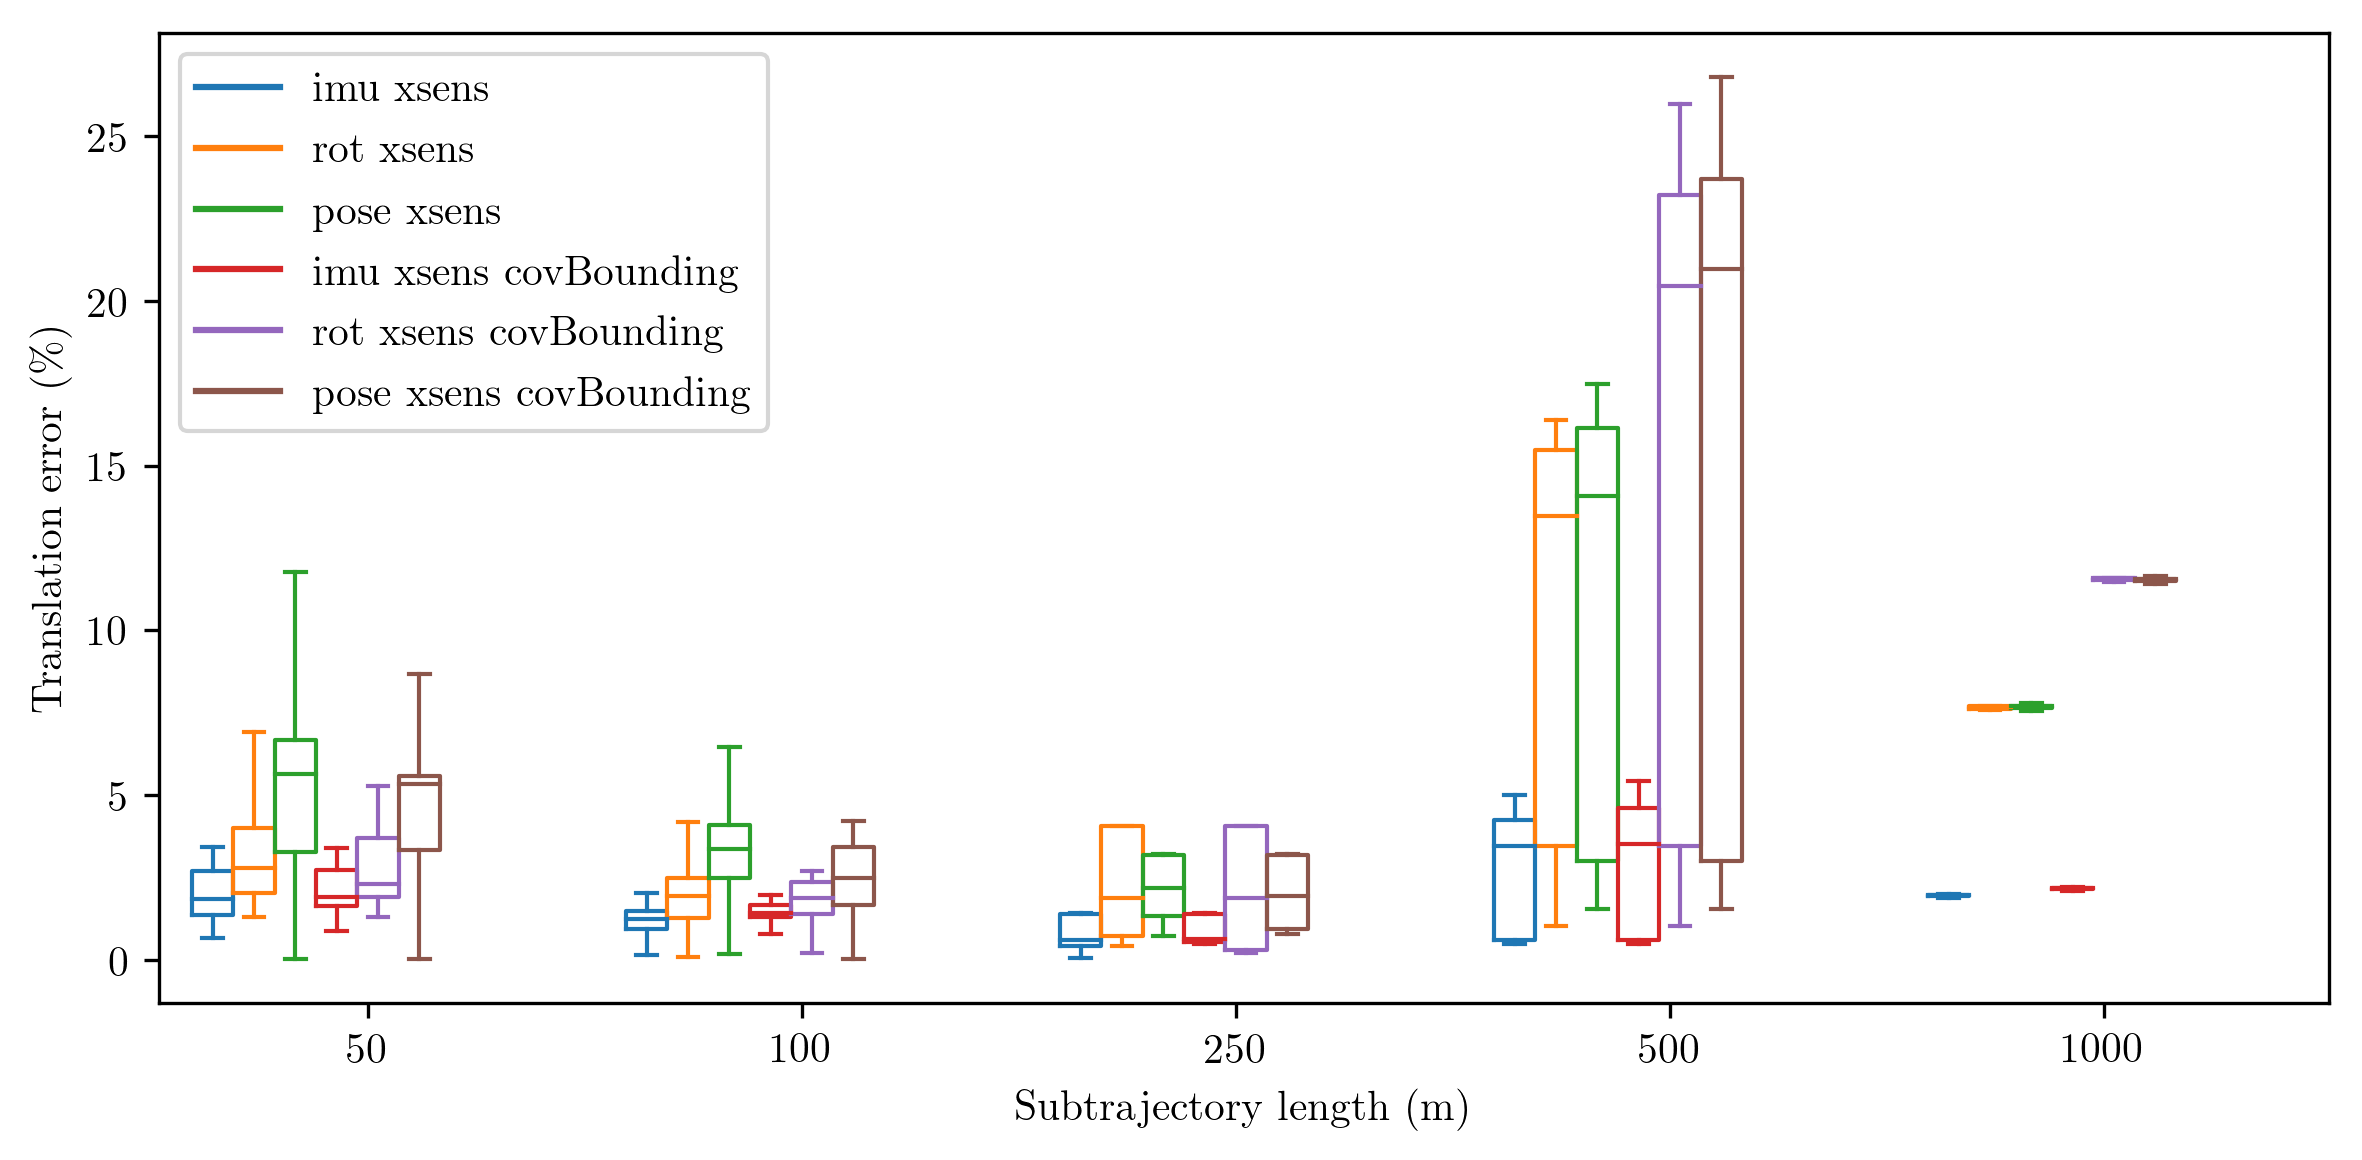 imu xsens
rot xsens
pose xsens
imu xsens covBounding
rot xsens covBounding
pose xsens covBounding
Translation error (%)
25
20
15
10
5
0
50 100 250 500 1000
Subtrajectory length (m)